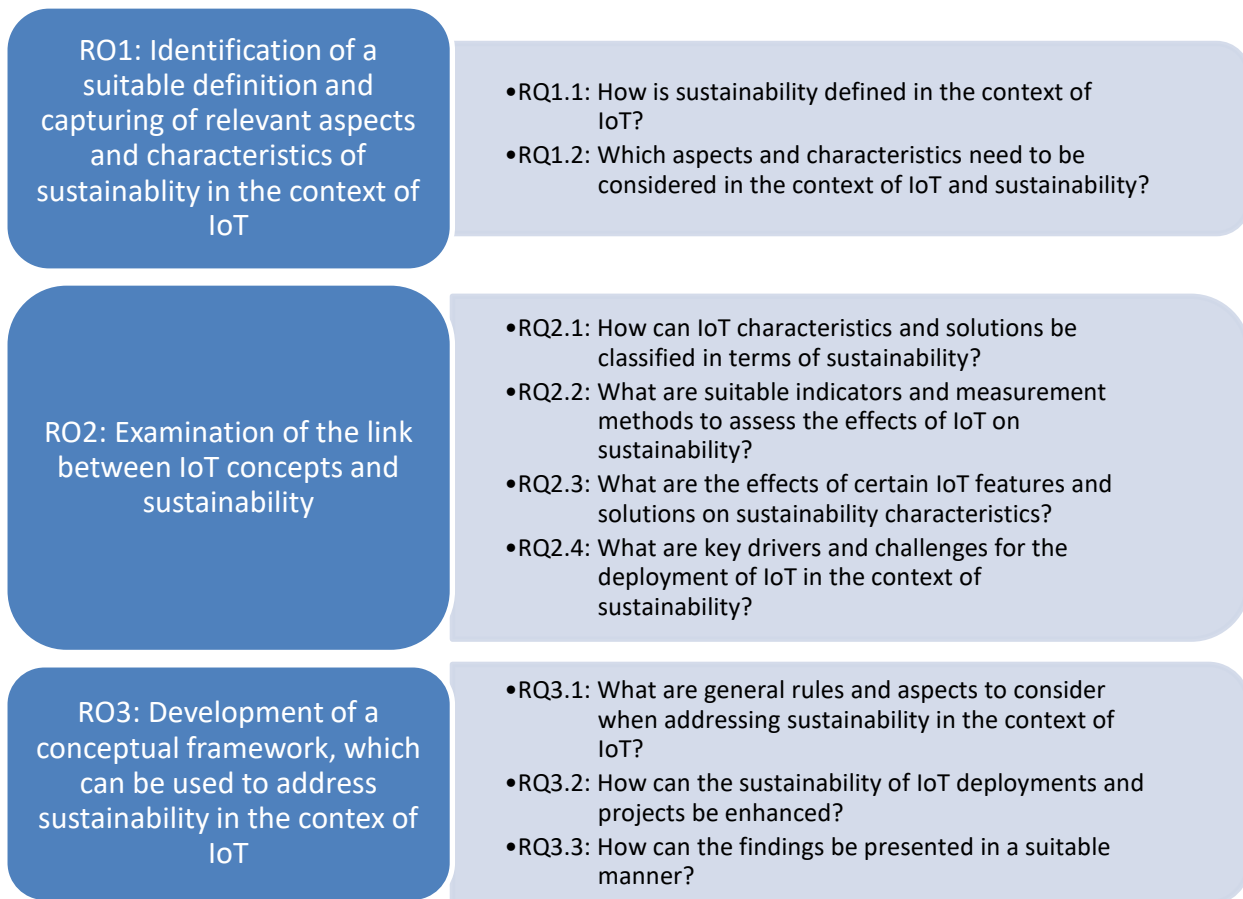 RO1: Identification of a
suitable definition and
capturing of relevant aspects
and characteristics of
sustainablity in the context of
IoT
•RQ1.1: How is sustainability defined in the context of
IoT?
•RQ1.2: Which aspects and characteristics need to be
considered in the context of IoT and sustainability?
RO2: Examination of the link
between IoT concepts and
sustainability
•RQ2.1: How can IoT characteristics and solutions be
classified in terms of sustainability?
•RQ2.2: What are suitable indicators and measurement
methods to assess the effects of IoT on
sustainability?
•RQ2.3: What are the effects of certain IoT features and
solutions on sustainability characteristics?
•RQ2.4: What are key drivers and challenges for the
deployment of IoT in the context of
sustainability?
RO3: Development of a
conceptual framework, which
can be used to address
sustainability in the contex of
IoT
•RQ3.1: What are general rules and aspects to consider
when addressing sustainability in the context of
IoT?
•RQ3.2: How can the sustainability of IoT deployments and
projects be enhanced?
•RQ3.3: How can the findings be presented in a suitable
manner?